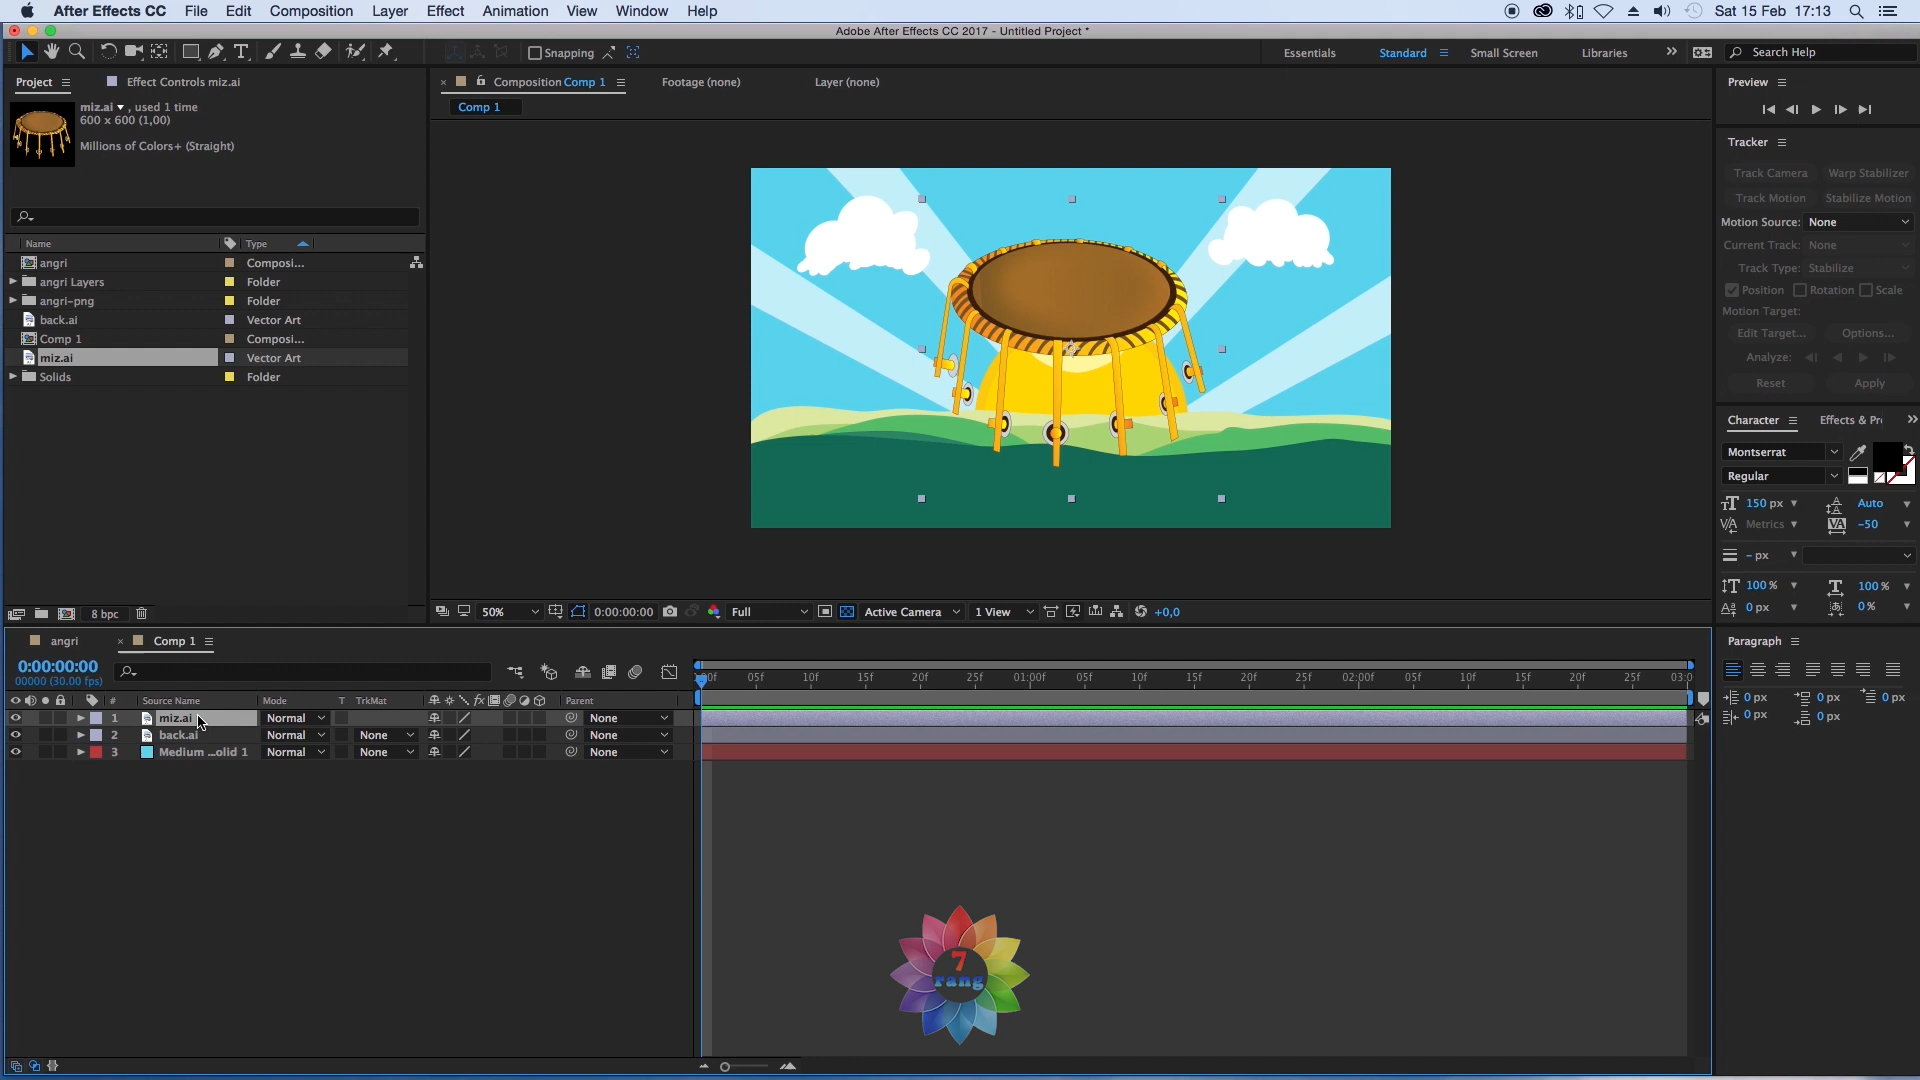 After Effects CC File Edit Composition Layer Effect Animation View Window Help Sat 15 Feb 17:13
Adobe After Effects CC 2017 - Untitled Project *
Snapping Essentials Standard Small Screen Libraries Search Help
Project Effect Controls miz.ai
miz.ai , used 1 time
600 x 600 (1,00)
Millions of Colors+ (Straight)
Name Type
angri Composi...
angri Layers Folder
angri-png Folder
back.ai Vector Art
Comp 1 Composi...
miz.ai Vector Art
Solids Folder
8 bpc
Composition Comp 1 Footage (none) Layer (none)
Comp 1
50% 0:00:00:00 Full Active Camera 1 View +0,0
Preview
Tracker
Track Camera Warp Stabilizer
Track Motion Stabilize Motion
Motion Source: None
Current Track: None
Track Type: Stabilize
Position Rotation Scale
Motion Target:
Edit Target... Options...
Analyze:
Reset Apply
Character Effects & Pr
Montserrat
Regular
150 px Auto
Metrics -50
- px
100 % 100 %
0 px 0 %
Paragraph
0 px 0 px 0 px
0 px 0 px
angri Comp 1
0:00:00:00
00000 (30.00 fps)
05f 10f 15f 20f 25f 01:00f 05f 10f 15f 20f 25f 02:00f 05f 10f 15f 20f 25f 03:0
# Source Name Mode T TrkMat Parent
1 miz.ai Normal None
2 back.ai Normal None None
3 Medium ...olid 1 Normal None None
7
rang